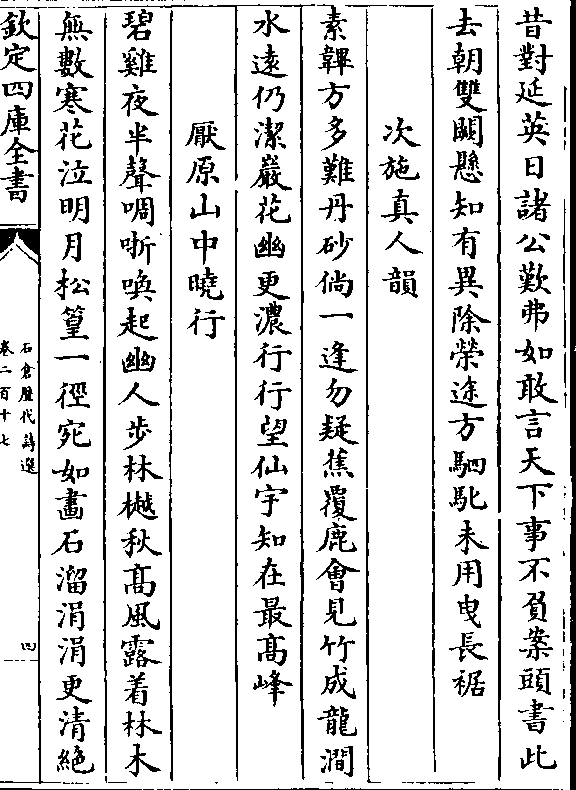 昔對延英日諸公歎弗如敢言天下事不負案頭書此
去朝雙闕懸知有異除榮途方駟馳未用曳長裾
次施真人韻
素韠方多難丹砂倘一逢勿疑蕉覆鹿會見竹成龍澗
水遠仍潔巖花幽更濃行行望仙宇知在最高峰
厭原山中曉行
碧雞夜半聲啁哳喚起幽人步林樾秋高風露着林木
無數寒花泣明月松篁一徑宛如畫石溜涓涓更清絶
欽定四庫全書
石倉歷代詩選
卷二百十七
四